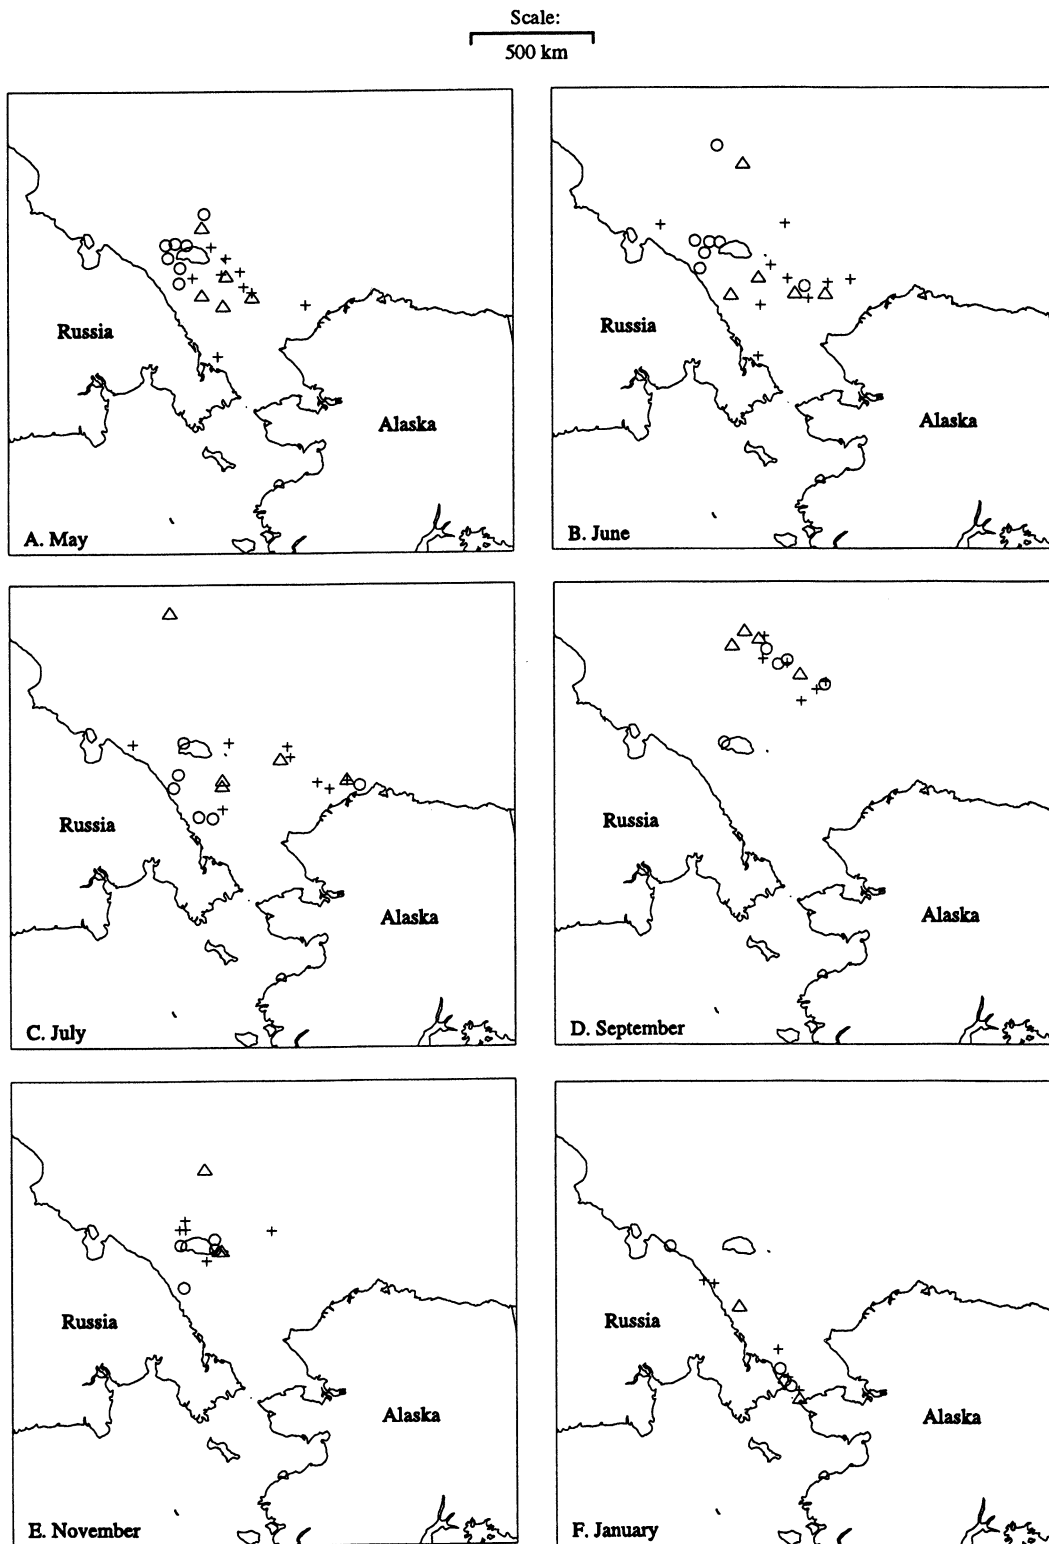 Scale:
500 km
Russia
Alaska
A. May
Russia
Alaska
B. June
Russia
Alaska
C. July
Russia
Alaska
D. September
Russia
Alaska
E. November
Russia
Alaska
F. January